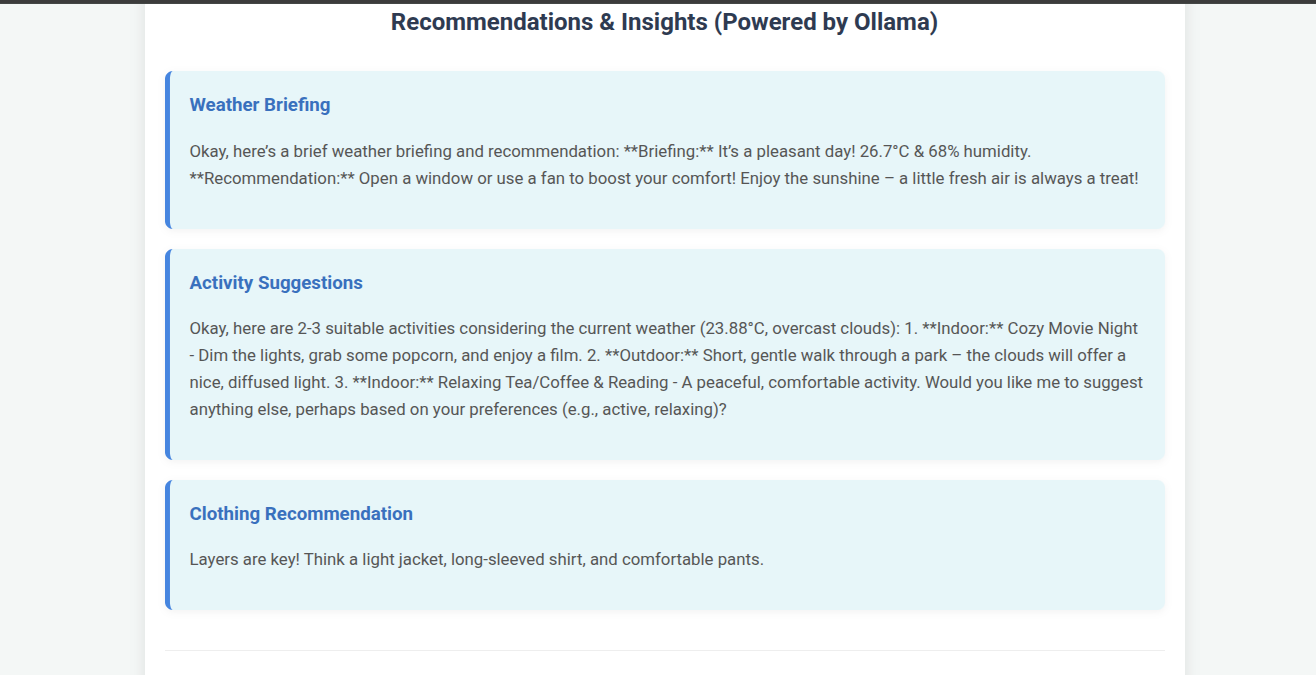 Recommendations & Insights (Powered by Ollama)
Weather Briefing
Okay, here’s a brief weather briefing and recommendation: **Briefing:** It’s a pleasant day! 26.7°C & 68% humidity.
**Recommendation:** Open a window or use a fan to boost your comfort! Enjoy the sunshine – a little fresh air is always a treat!
Activity Suggestions
Okay, here are 2-3 suitable activities considering the current weather (23.88°C, overcast clouds): 1. **Indoor:** Cozy Movie Night
- Dim the lights, grab some popcorn, and enjoy a film. 2. **Outdoor:** Short, gentle walk through a park – the clouds will offer a
nice, diffused light. 3. **Indoor:** Relaxing Tea/Coffee & Reading - A peaceful, comfortable activity. Would you like me to suggest
anything else, perhaps based on your preferences (e.g., active, relaxing)?
Clothing Recommendation
Layers are key! Think a light jacket, long-sleeved shirt, and comfortable pants.